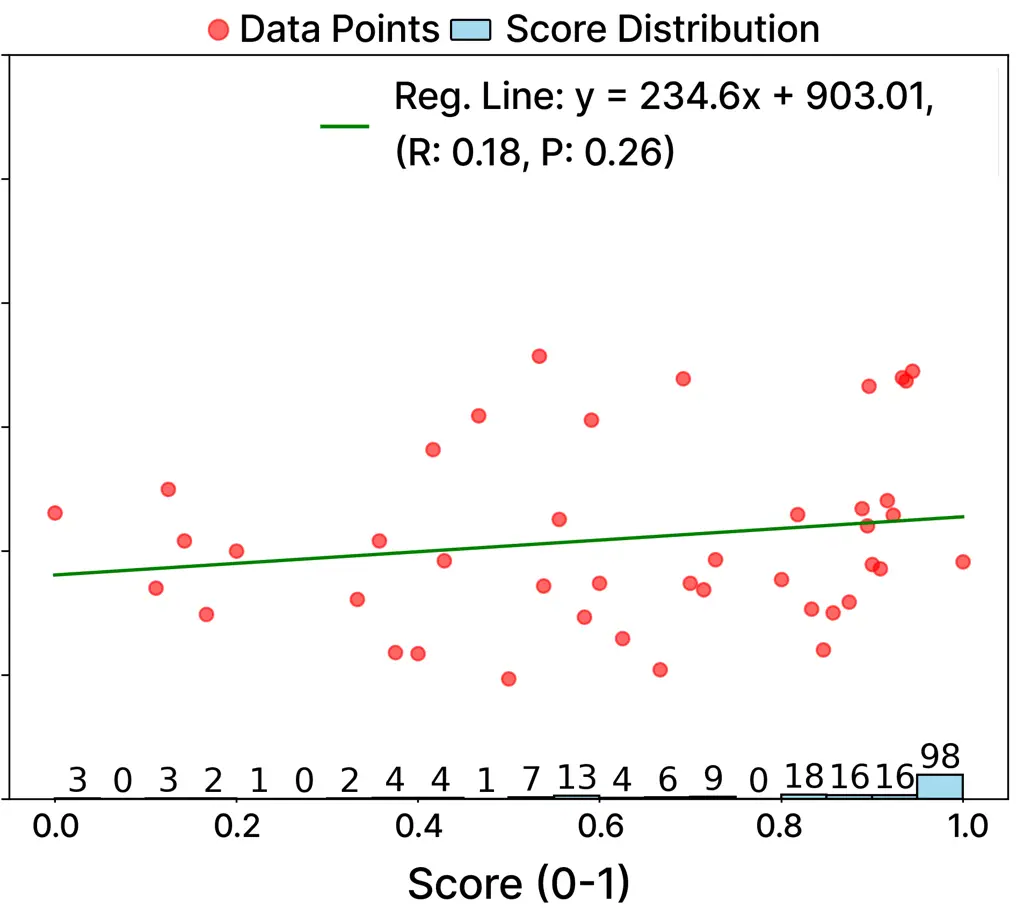 Data Points Score Distribution
Reg. Line: y = 234.6x + 903.01,
(R: 0.18, P: 0.26)
3 0 3 2 1 0 2 4 4 1 7 13 4 6 9 0 18 16 16 98
0.0 0.2 0.4 0.6 0.8 1.0
Score (0-1)